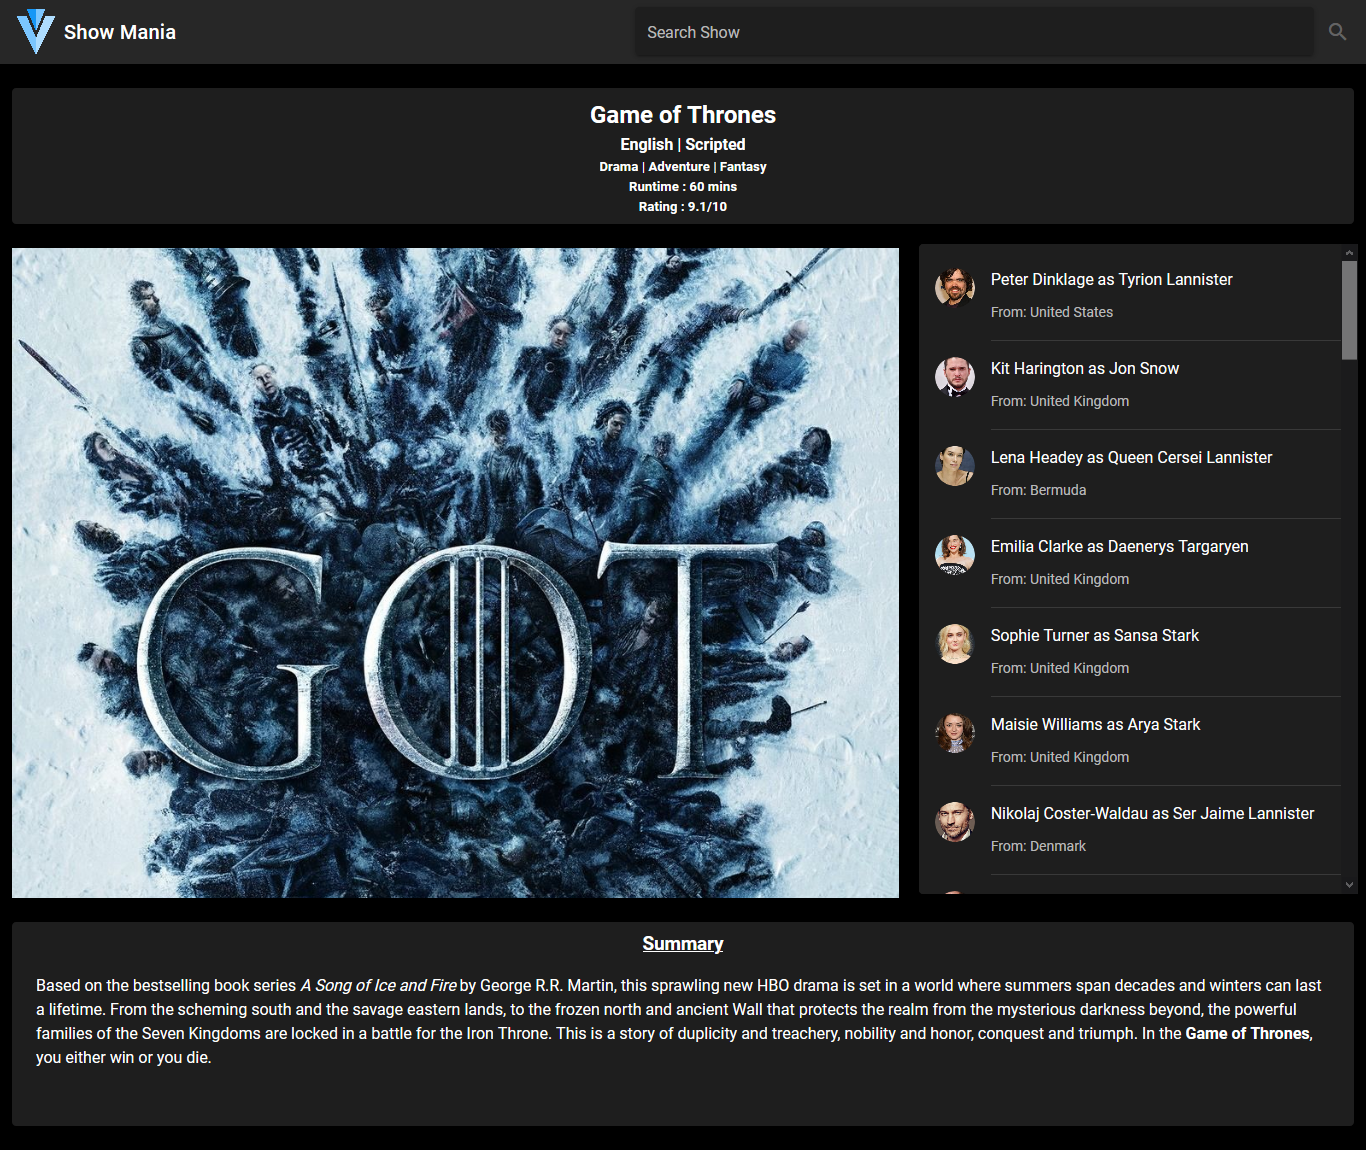 Show Mania
Search Show
Game of Thrones
English | Scripted
Drama | Adventure | Fantasy
Runtime : 60 mins
Rating : 9.1/10
GOT
Peter Dinklage as Tyrion Lannister
From: United States
Kit Harington as Jon Snow
From: United Kingdom
Lena Headey as Queen Cersei Lannister
From: Bermuda
Emilia Clarke as Daenerys Targaryen
From: United Kingdom
Sophie Turner as Sansa Stark
From: United Kingdom
Maisie Williams as Arya Stark
From: United Kingdom
Nikolaj Coster-Waldau as Ser Jaime Lannister
From: Denmark
Summary
Based on the bestselling book series A Song of Ice and Fire by George R.R. Martin, this sprawling new HBO drama is set in a world where summers span decades and winters can last
a lifetime. From the scheming south and the savage eastern lands, to the frozen north and ancient Wall that protects the realm from the mysterious darkness beyond, the powerful
families of the Seven Kingdoms are locked in a battle for the Iron Throne. This is a story of duplicity and treachery, nobility and honor, conquest and triumph. In the Game of Thrones,
you either win or you die.